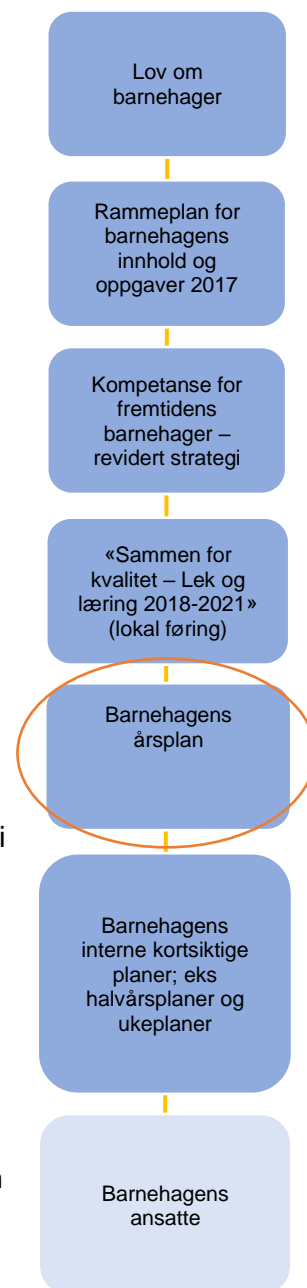 Lov om
barnehager
Rammeplan for
barnehagens
innhold og
oppgaver 2017
Kompetanse for
fremtidens
barnehager –
revidert strategi
«Sammen for
kvalitet – Lek og
læring 2018-2021»
(lokal føring)
Barnehagens
årsplan
i
Barnehagens
interne kortsiktige
planer; eks
halvårsplaner og
ukeplaner
Barnehagens
ansatte